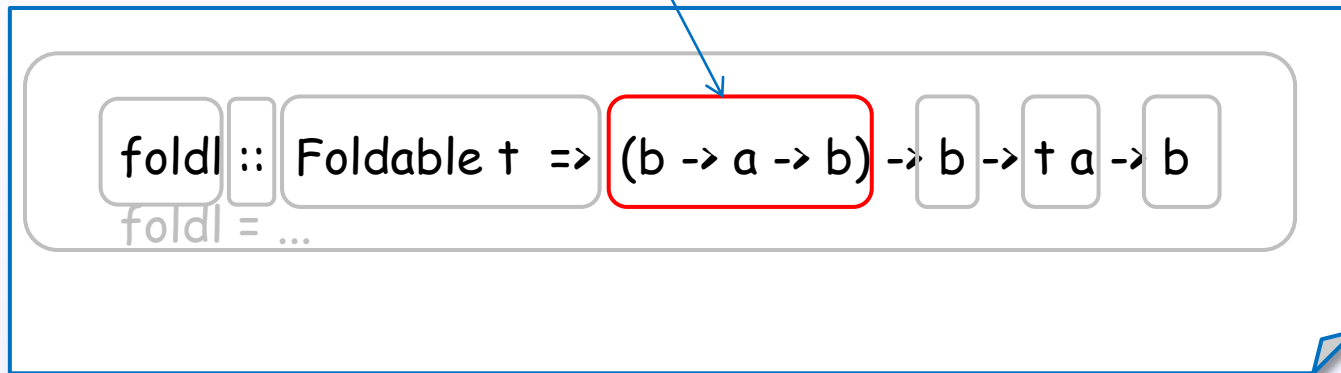 foldl :: Foldable t => (b -> a -> b) -> b -> t a -> b
foldl = ...